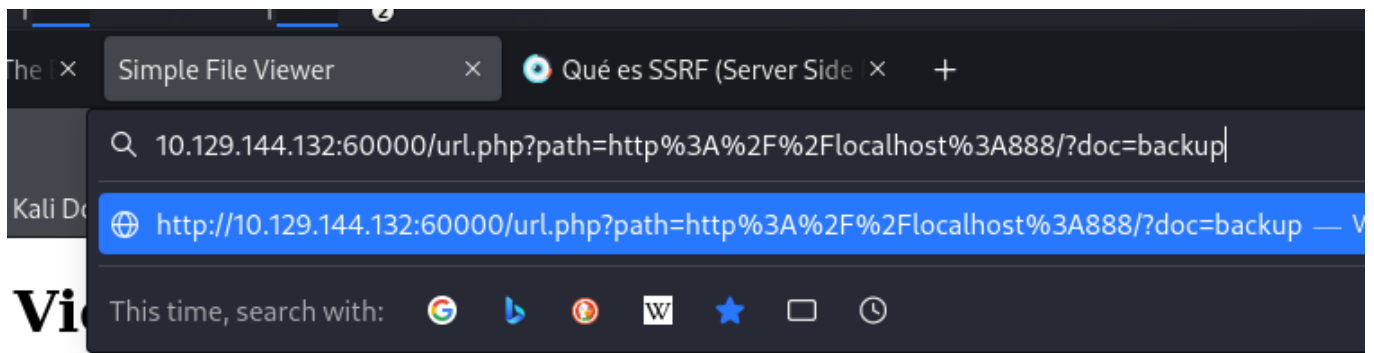 2
The
Simple File Viewer
Qué es SSRF (Server Side
10.129.144.132:60000/url.php?path=http%3A%2F%2Flocalhost%3A888/?doc=backup
Kali Do
http://10.129.144.132:60000/url.php?path=http%3A%2F%2Flocalhost%3A888/?doc=backup —
Vi
This time, search with:
W